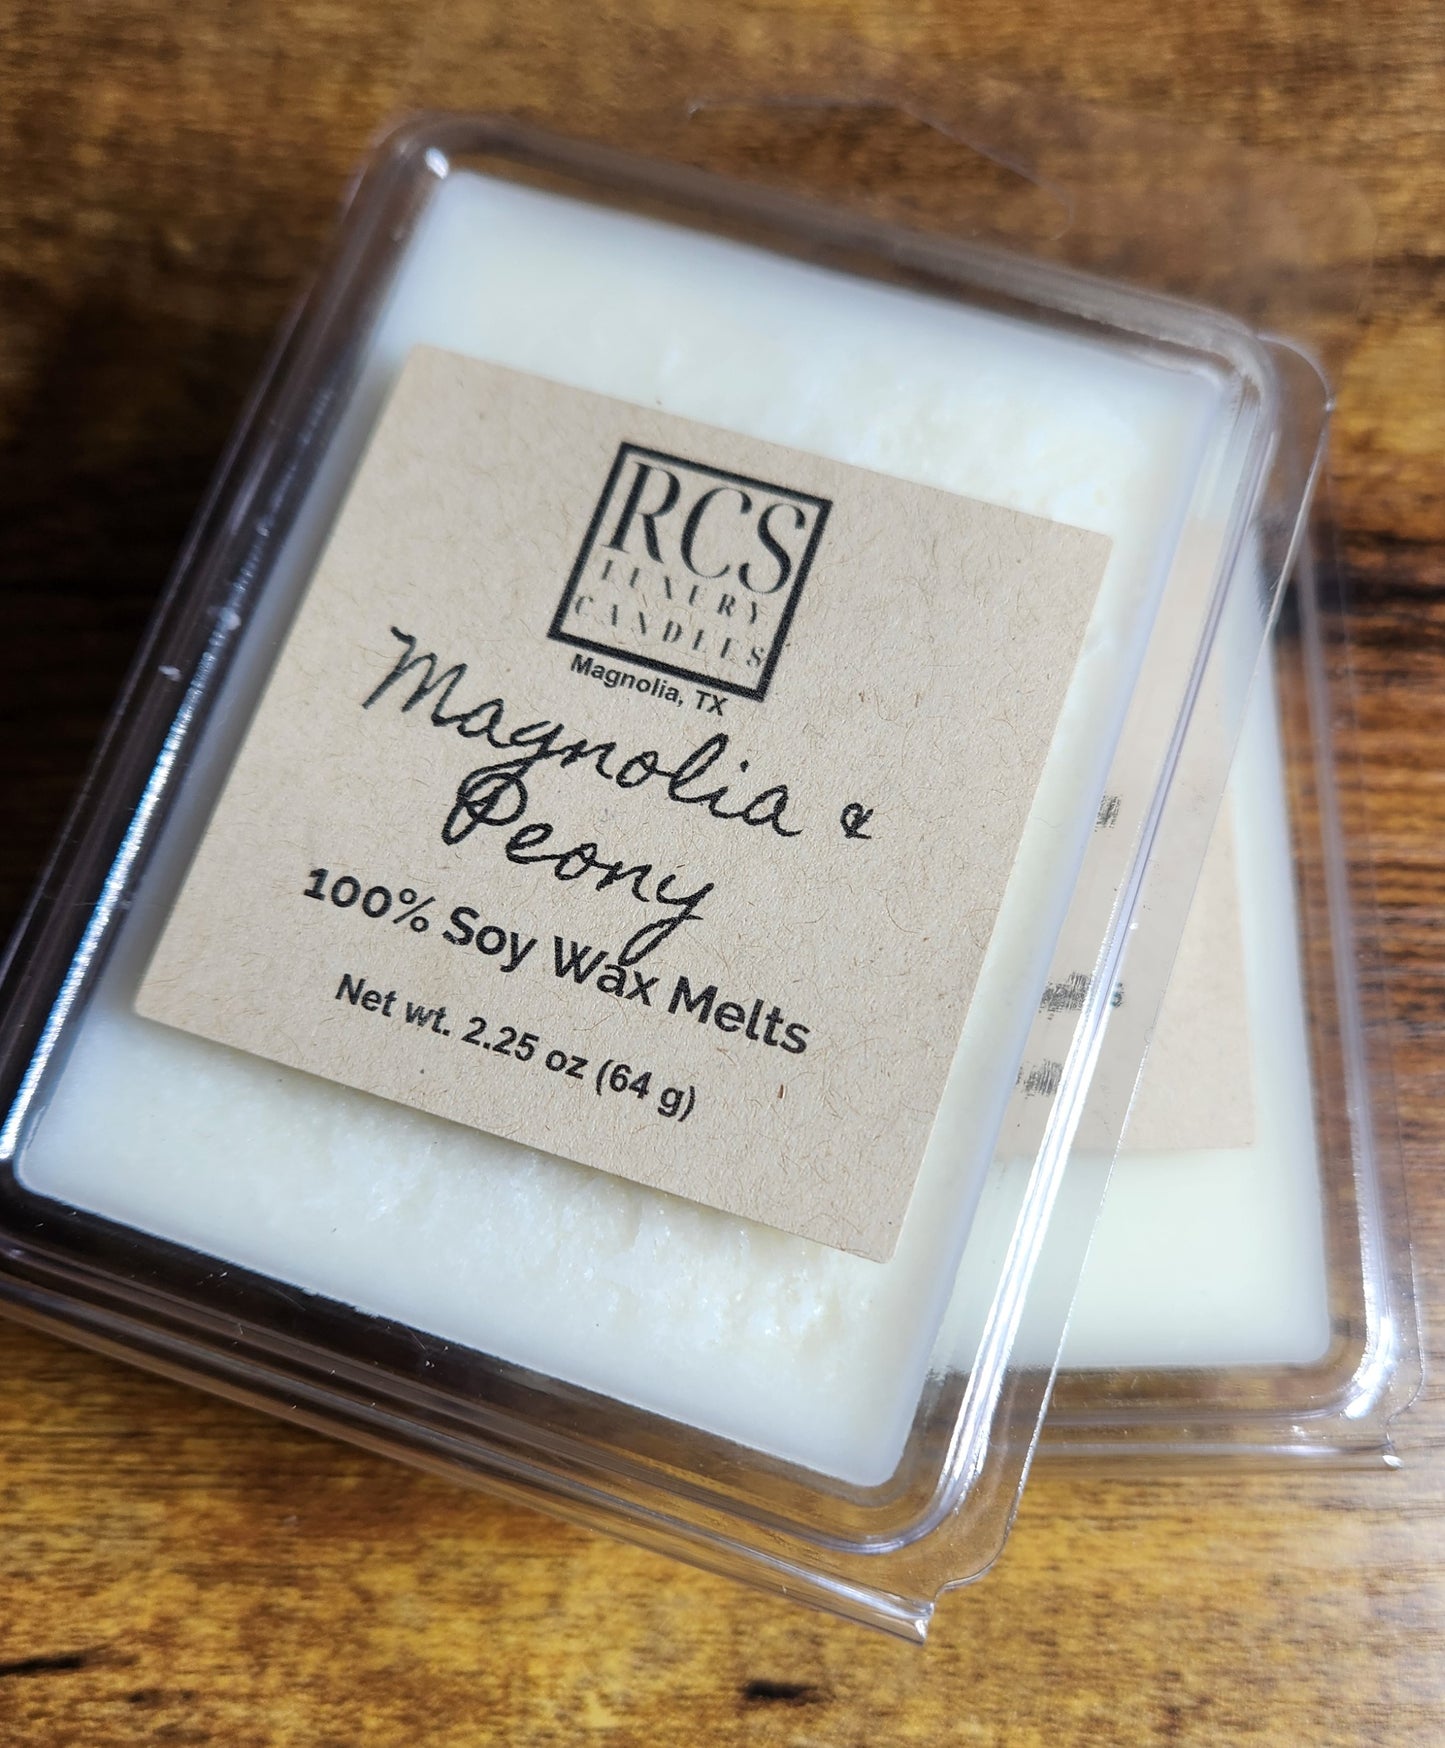 RCS
LUXURY
CANDLES
Magnolia, TX
Magnolia &
Peony
100% Soy Wax Melts
Net wt. 2.25 oz (64 g)